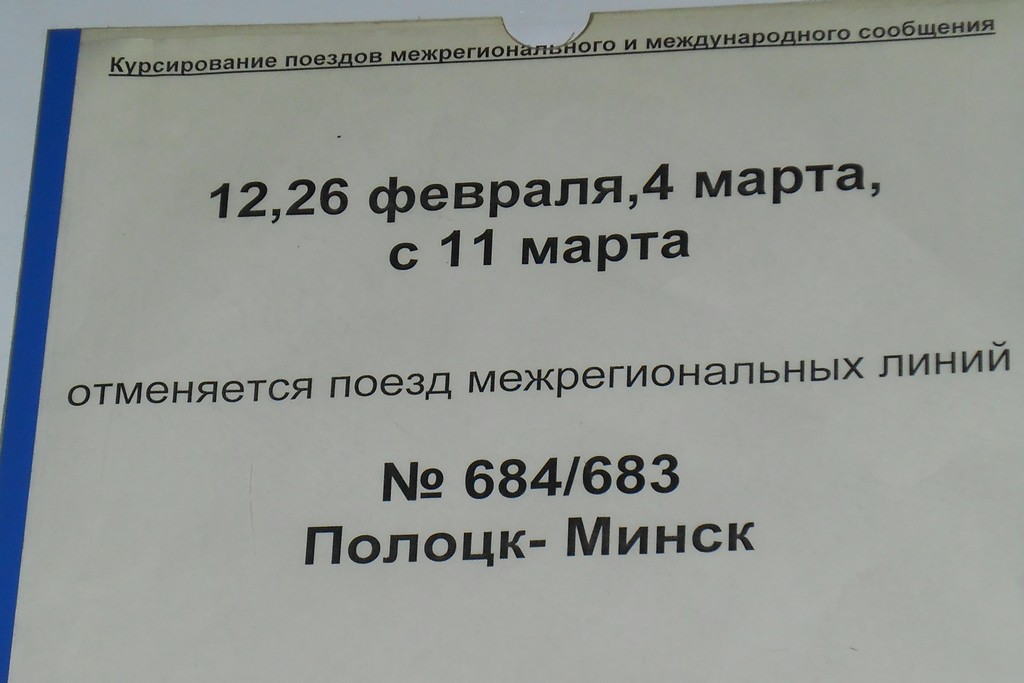 Курсирование поездов межрегионального и международного сообщения
12,26 февраля,4 марта,
с 11 марта
отменяется поезд межрегиональных линий
№ 684/683
Полоцк- Минск